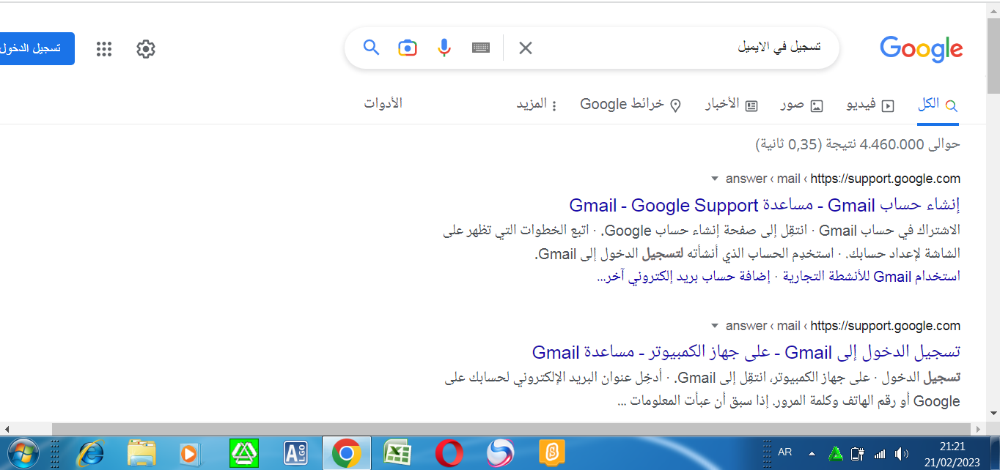 Google
تسجيل في الايميل
تسجيل الدخول
الكل
فيديو
صور
الأخبار
خرائط Google
المزيد
الأدوات
حوالى 4.460.000 نتيجة (0,35 ثانية)
https://support.google.com › mail › answer
إنشاء حساب Gmail - مساعدة Gmail - Google Support
الاشتراك في حساب Gmail · انتقِل إلى صفحة إنشاء حساب Google. · اتبع الخطوات التي تظهر على
الشاشة لإعداد حسابك. · استخدِم الحساب الذي أنشأته لتسجيل الدخول إلى Gmail.
استخدام Gmail للأنشطة التجارية · إضافة حساب بريد إلكتروني آخر...
https://support.google.com › mail › answer
تسجيل الدخول إلى Gmail - على جهاز الكمبيوتر - مساعدة Gmail
تسجيل الدخول · على جهاز الكمبيوتر، انتقِل إلى Gmail. · أدخِل عنوان البريد الإلكتروني لحسابك على
Google أو رقم الهاتف وكلمة المرور. إذا سبق أن عبأت المعلومات ...
ALGO
AR
21:21
21/02/2023